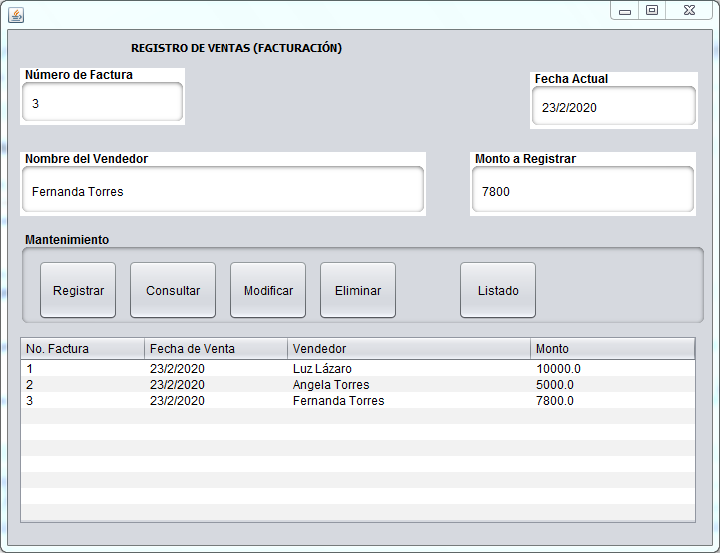 REGISTRO DE VENTAS (FACTURACIÓN)
Número de Factura
3
Fecha Actual
23/2/2020
Nombre del Vendedor
Fernanda Torres
Monto a Registrar
7800
Mantenimiento
Registrar Consultar Modificar Eliminar Listado
No. Factura Fecha de Venta Vendedor Monto
1 23/2/2020 Luz Lázaro 10000.0
2 23/2/2020 Angela Torres 5000.0
3 23/2/2020 Fernanda Torres 7800.0